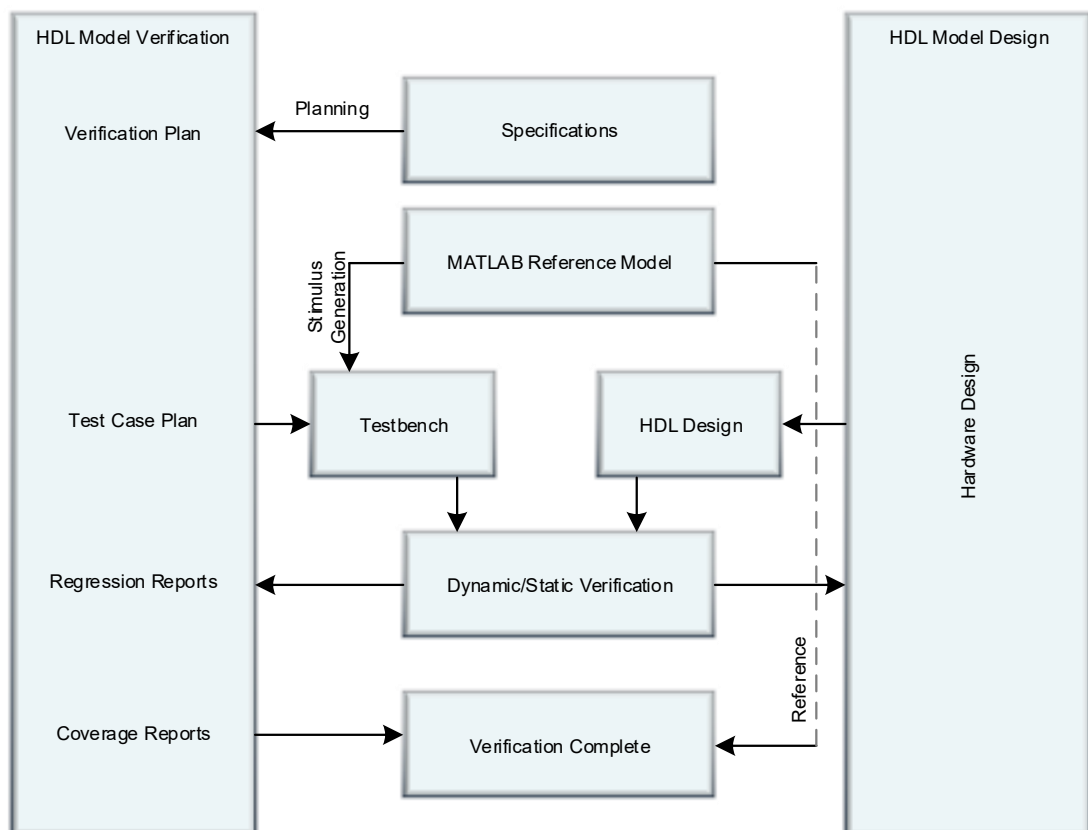 HDL Model Verification
HDL Model Design
Planning
Verification Plan
Specifications
MATLAB Reference Model
Stimulus
Generation
Test Case Plan
Testbench
HDL Design
Hardware Design
Regression Reports
Dynamic/Static Verification
Reference
Coverage Reports
Verification Complete